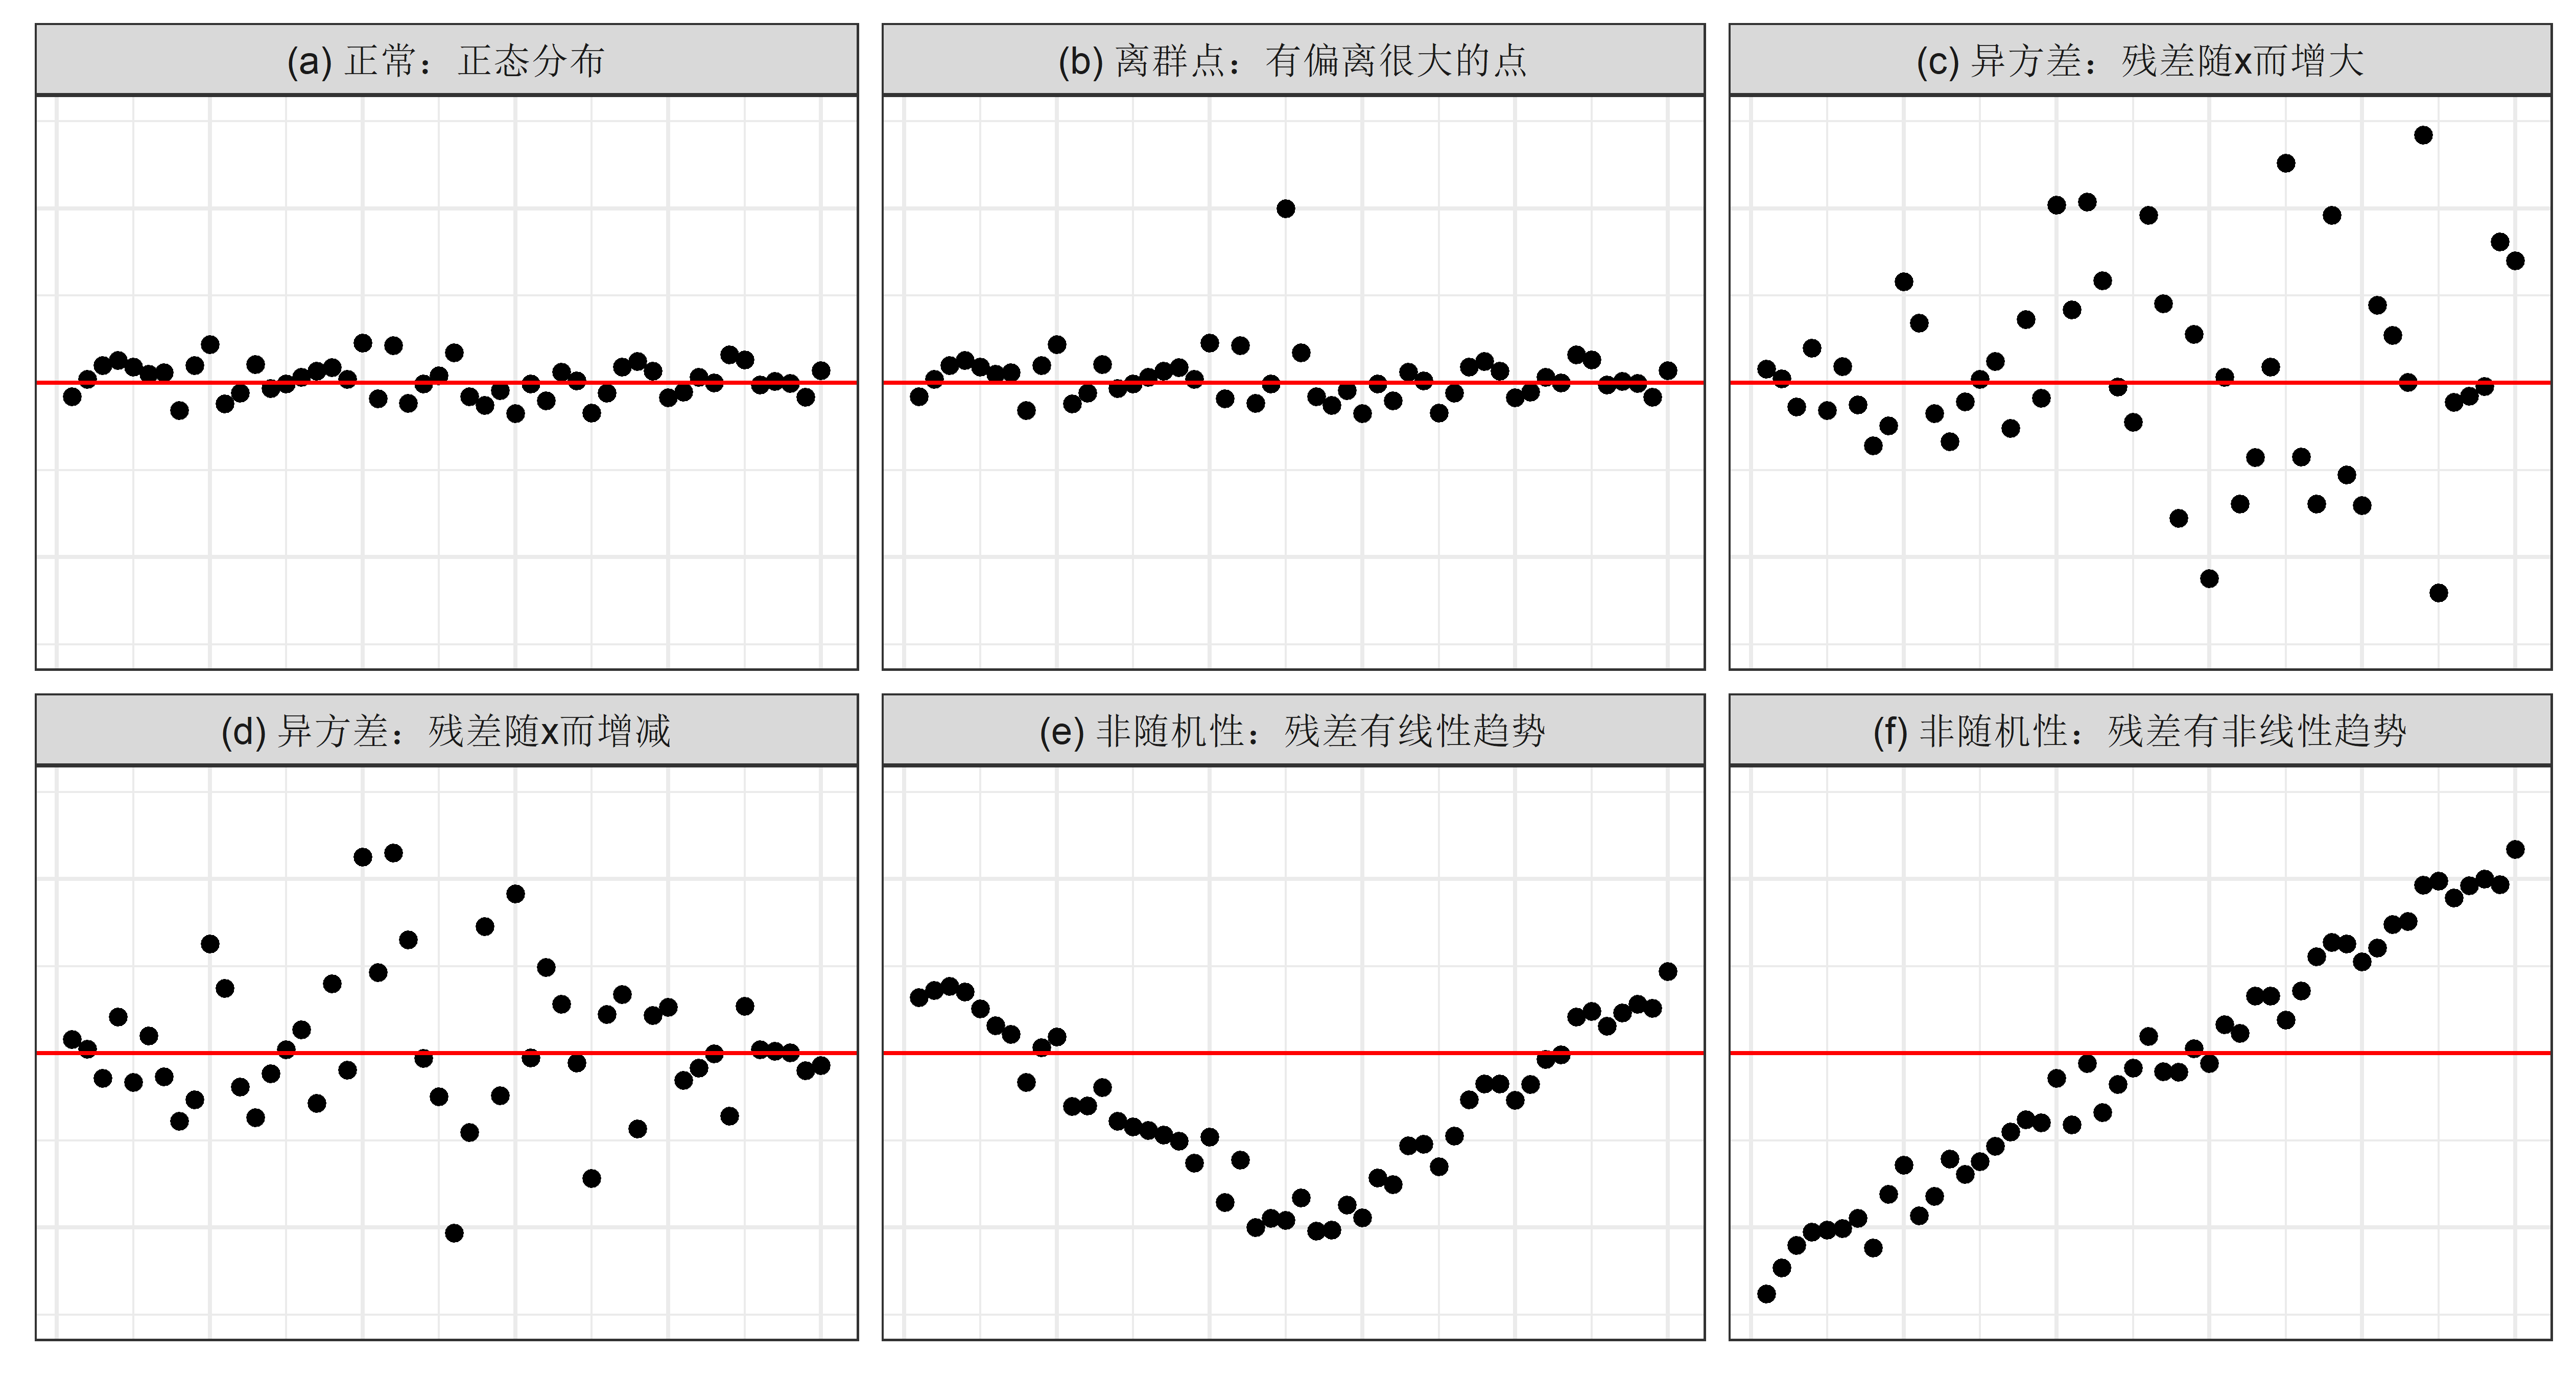 (a) 正常：正态分布
(b) 离群点：有偏离很大的点
(c) 异方差：残差随x而增大
(d) 异方差：残差随x而增减
(e) 非随机性：残差有线性趋势
(f) 非随机性：残差有非线性趋势